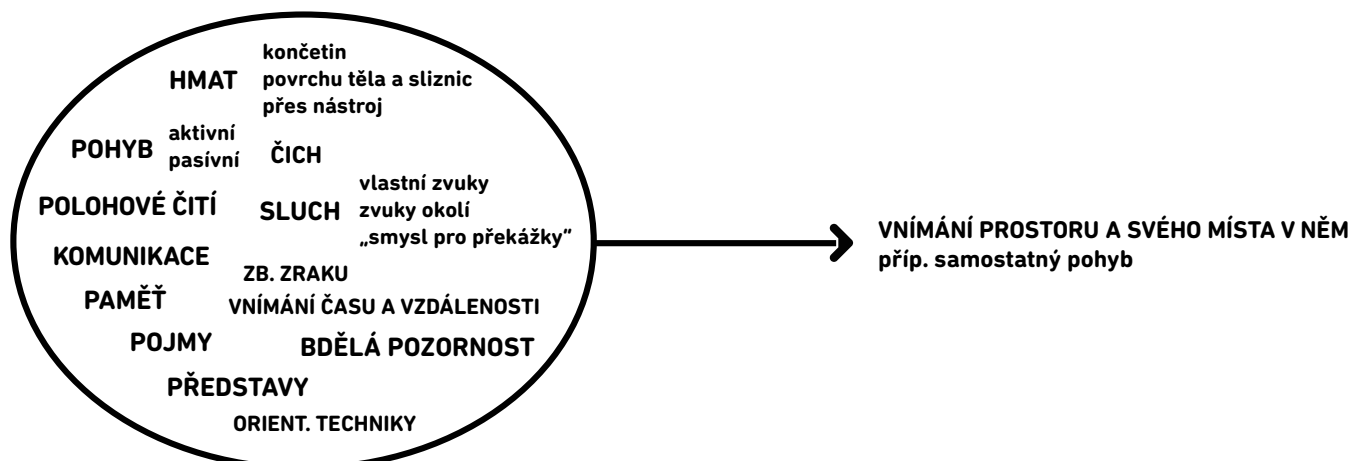 končetin
HMAT povrchu těla a sliznic
přes nástroj
POHYB aktivní
pasívní
ČICH
POLOHOVÉ ČITÍ
SLUCH vlastní zvuky
zvuky okolí
„smysl pro překážky”
KOMUNIKACE
ZB. ZRAKU
PAMĚŤ
VNÍMÁNÍ ČASU A VZDÁLENOSTI
POJMY
BDĚLÁ POZORNOST
PŘEDSTAVY
ORIENT. TECHNIKY
VNÍMÁNÍ PROSTORU A SVÉHO MÍSTA V NĚM
příp. samostatný pohyb